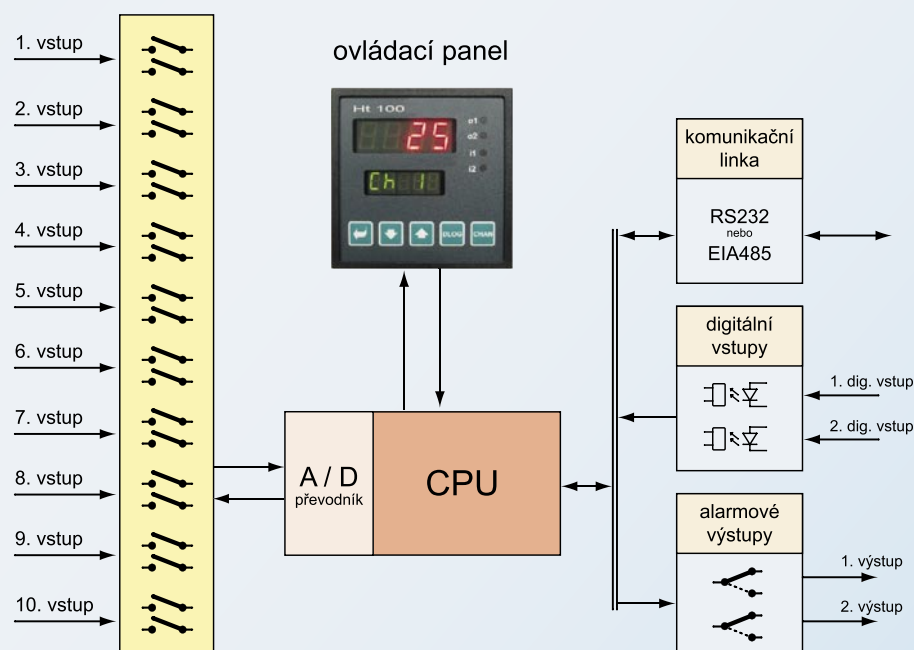 1. vstup
2. vstup
3. vstup
4. vstup
5. vstup
6. vstup
7. vstup
8. vstup
9. vstup
10. vstup
ovládací panel
Ht 100
25
Ch 1
o1
o2
i1
i2
DLOG
CHAN
A / D
převodník
CPU
komunikační
linka
RS232
nebo
EIA485
digitální
vstupy
1. dig. vstup
2. dig. vstup
alarmové
výstupy
1. výstup
2. výstup